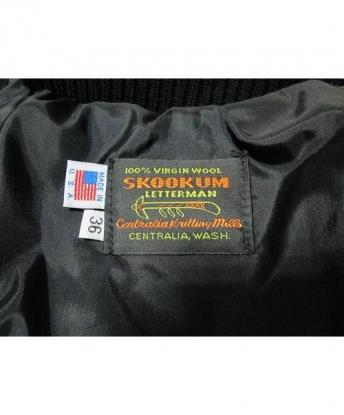 100% VIRGIN WOOL
SKOOKUM
LETTERMAN
Centralia Knitting Mills
CENTRALIA, WASH.
MADE IN
U S A
36